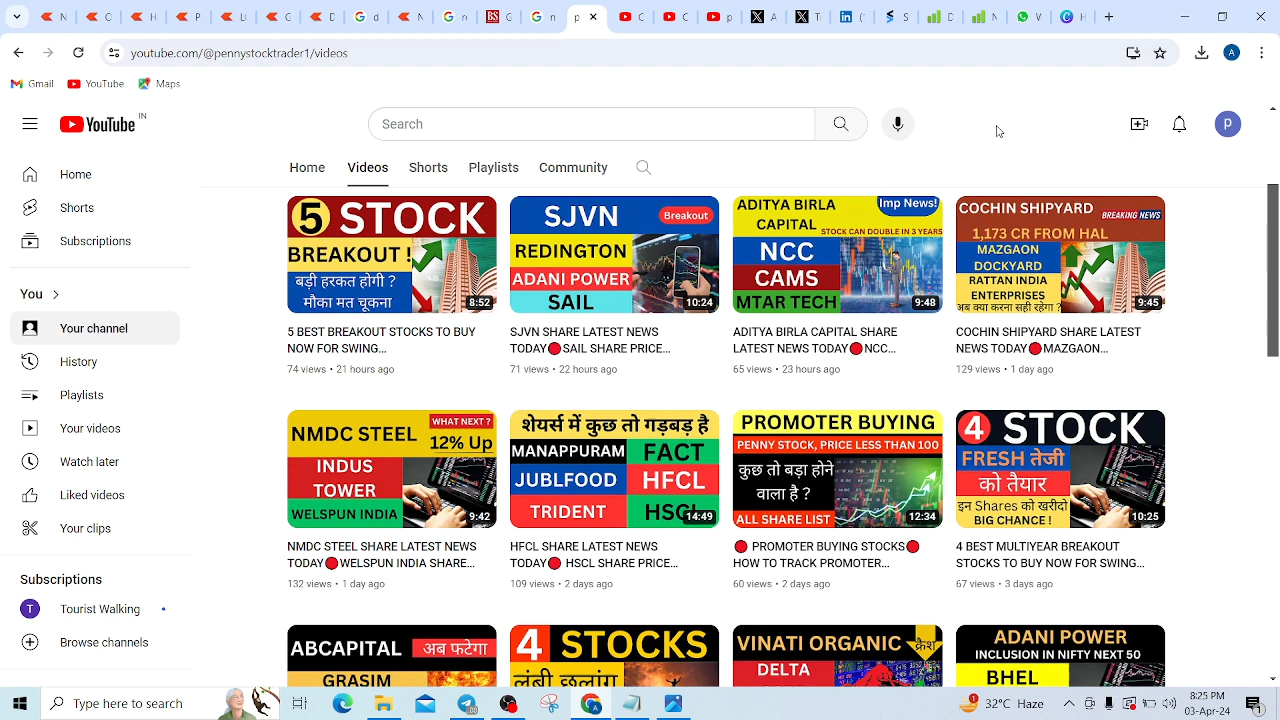 youtube.com/@pennystocktrader1/videos
Gmail
YouTube
Maps
YouTube
IN
Search
P
Home
Videos
Shorts
Playlists
Community
Home
Shorts
Subscriptions
You
Your channel
History
Playlists
Your videos
Watch later
Liked videos
Your clips
Subscriptions
T
Tourist Walking
Browse channels
5 STOCK
BREAKOUT !
बड़ी हरकत होगी ?
मौका मत चूकना
8:52
5 BEST BREAKOUT STOCKS TO BUY
NOW FOR SWING...
74 views • 21 hours ago
SJVN
Breakout
REDINGTON
ADANI POWER
SAIL
10:24
SJVN SHARE LATEST NEWS
TODAY🔴SAIL SHARE PRICE...
71 views • 22 hours ago
ADITYA BIRLA
CAPITAL
Imp News!
STOCK CAN DOUBLE IN 3 YEARS
NCC
CAMS
MTAR TECH
9:48
ADITYA BIRLA CAPITAL SHARE
LATEST NEWS TODAY🔴NCC...
65 views • 23 hours ago
COCHIN SHIPYARD
BREAKING NEWS
1,173 CR FROM HAL
MAZGAON
DOCKYARD
RATTAN INDIA
ENTERPRISES
अब क्या करना सही रहेगा ?
9:45
COCHIN SHIPYARD SHARE LATEST
NEWS TODAY🔴MAZGAON...
129 views • 1 day ago
NMDC STEEL
WHAT NEXT ?
12% Up
INDUS
TOWER
WELSPUN INDIA
9:42
NMDC STEEL SHARE LATEST NEWS
TODAY🔴WELSPUN INDIA SHARE...
132 views • 1 day ago
शेयर्स में कुछ तो गड़बड़ है
MANAPPURAM
FACT
JUBLFOOD
HFCL
TRIDENT
HSCL
14:49
HFCL SHARE LATEST NEWS
TODAY🔴 HSCL SHARE PRICE...
109 views • 2 days ago
PROMOTER BUYING
PENNY STOCK, PRICE LESS THAN 100
कुछ तो बड़ा होने
वाला है ?
ALL SHARE LIST
12:34
🔴 PROMOTER BUYING STOCKS🔴
HOW TO TRACK PROMOTER...
60 views • 2 days ago
4 STOCK
FRESH तेजी
को तैयार
इन Shares को खरीदो
BIG CHANCE !
10:25
4 BEST MULTIYEAR BREAKOUT
STOCKS TO BUY NOW FOR SWING...
67 views • 3 days ago
ABCAPITAL
अब फटेगा
GRASIM
4 STOCKS
लंबी छलांग
VINATI ORGANIC
क्रैश
DELTA
ADANI POWER
INCLUSION IN NIFTY NEXT 50
BHEL
Type here to search
32°C Haze
8:25 PM
03-Apr-24